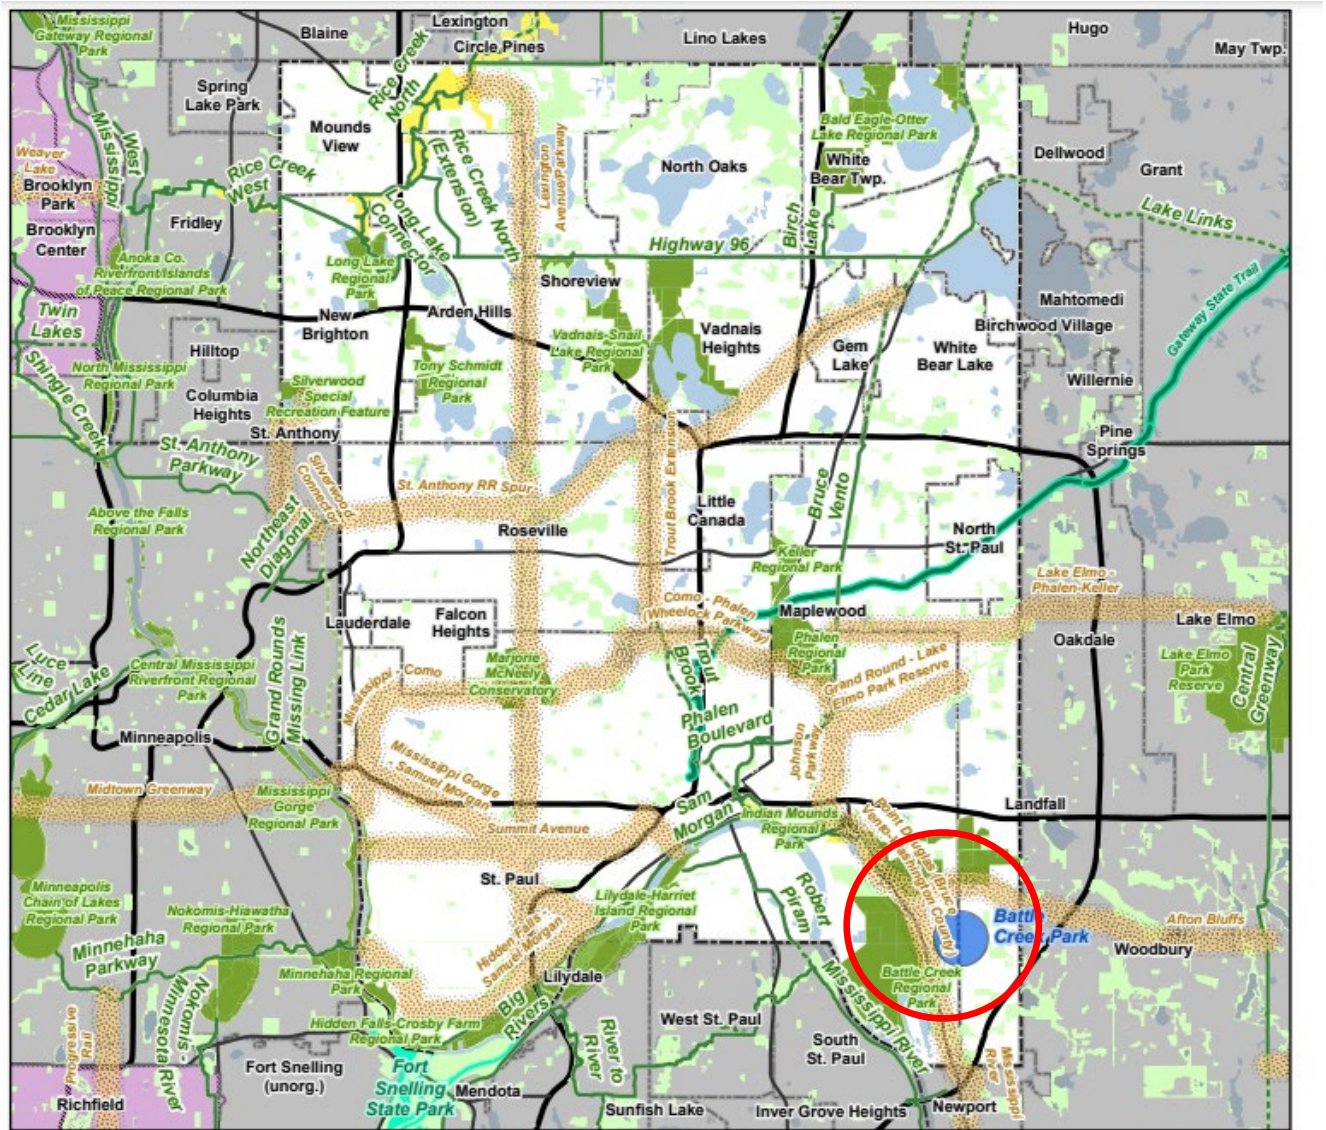 Mississippi
Gateway Regional
Park
Blaine
Lexington
Circle Pines
Lino Lakes
Hugo
May Twp.
Spring
Lake Park
Rice Creek
North
Mounds
View
Rice Creek North
(Extension)
Lexington
Avenue/Parkway
North Oaks
Bald Eagle-Otter
Lake Regional Park
White
Bear Twp.
Dellwood
Grant
Weaver
Lake
Brooklyn
Park
West
Mississippi
Rice Creek
West
Fridley
Brooklyn
Center
Long Lake
Connector
Highway 96
Birch
Lake
Lake Links
Anoka Co.
Riverfront/Islands
of Peace Regional Park
Long Lake
Regional
Park
Shoreview
Gateway State Trail
Mahtomedi
Birchwood Village
Twin
Lakes
New
Brighton
Arden Hills
Vadnais-Snail
Lake Regional
Park
Vadnais
Heights
Gem
Lake
White
Bear Lake
Hilltop
Shingle Creek
North Mississippi
Regional Park
Silverwood
Special
Recreation Feature
Tony Schmidt
Regional
Park
Willernie
Columbia
Heights
St. Anthony
St. Anthony
Parkway
Pine
Springs
Silverwood
Connector
St. Anthony RR Spur
Trout Brook Extension
Bruce
Vento
Little
Canada
Above the Falls
Regional Park
Northeast
Diagonal
Roseville
North
St. Paul
Keller
Regional Park
Lake Elmo -
Phalen-Keller
Como - Phalen
(Wheelock Parkway)
Maplewood
Lake Elmo
Lauderdale
Falcon
Heights
Oakdale
Phalen
Regional
Park
Luce
Line
Cedar Lake
Central Mississippi
Riverfront Regional
Park
Grand Rounds
Missing Link
Mississippi - Como
Marjorie
McNeely
Conservatory
Trout
Brook
Grand Round - Lake
Elmo Park Reserve
Lake Elmo
Park
Reserve
Central
Greenway
Minneapolis
Phalen
Boulevard
Johnson
Parkway
Mississippi Gorge
- Samuel Morgan
Midtown Greenway
Mississippi
Gorge
Regional Park
Sam
Morgan
Indian Mounds
Regional
Park
Landfall
Summit Avenue
Minneapolis
Chain of Lakes
Regional Park
St. Paul
Lilydale-Harriet
Island Regional
Park
Robert
Piram
Battle
Creek Park
Afton Bluffs
Woodbury
Nokomis-Hiawatha
Regional Park
Minnehaha
Parkway
Hidden Falls -
Samuel Morgan
Minnehaha Regional
Park
Lilydale
Battle Creek
Regional
Park
Mississippi River
Nokomis -
Minnesota River
Big
Rivers
Hidden Falls-Crosby Farm
Regional Park
West St. Paul
River to
River
South
St. Paul
Progressive
Rail
Fort Snelling
(unorg.)
Fort
Snelling
State Park
Mendota
Mississippi
River
Richfield
Sunfish Lake
Inver Grove Heights
Newport